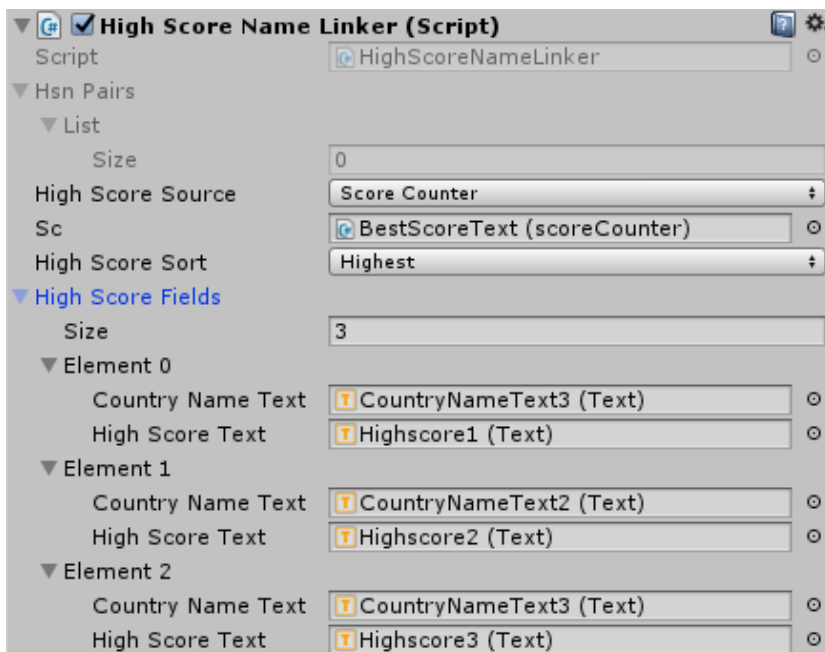 High Score Name Linker (Script)
Script HighScoreNameLinker
Hsn Pairs
List
Size 0
High Score Source Score Counter
Sc BestScoreText (scoreCounter)
High Score Sort Highest
High Score Fields
Size 3
Element 0
Country Name Text CountryNameText3 (Text)
High Score Text Highscore1 (Text)
Element 1
Country Name Text CountryNameText2 (Text)
High Score Text Highscore2 (Text)
Element 2
Country Name Text CountryNameText3 (Text)
High Score Text Highscore3 (Text)